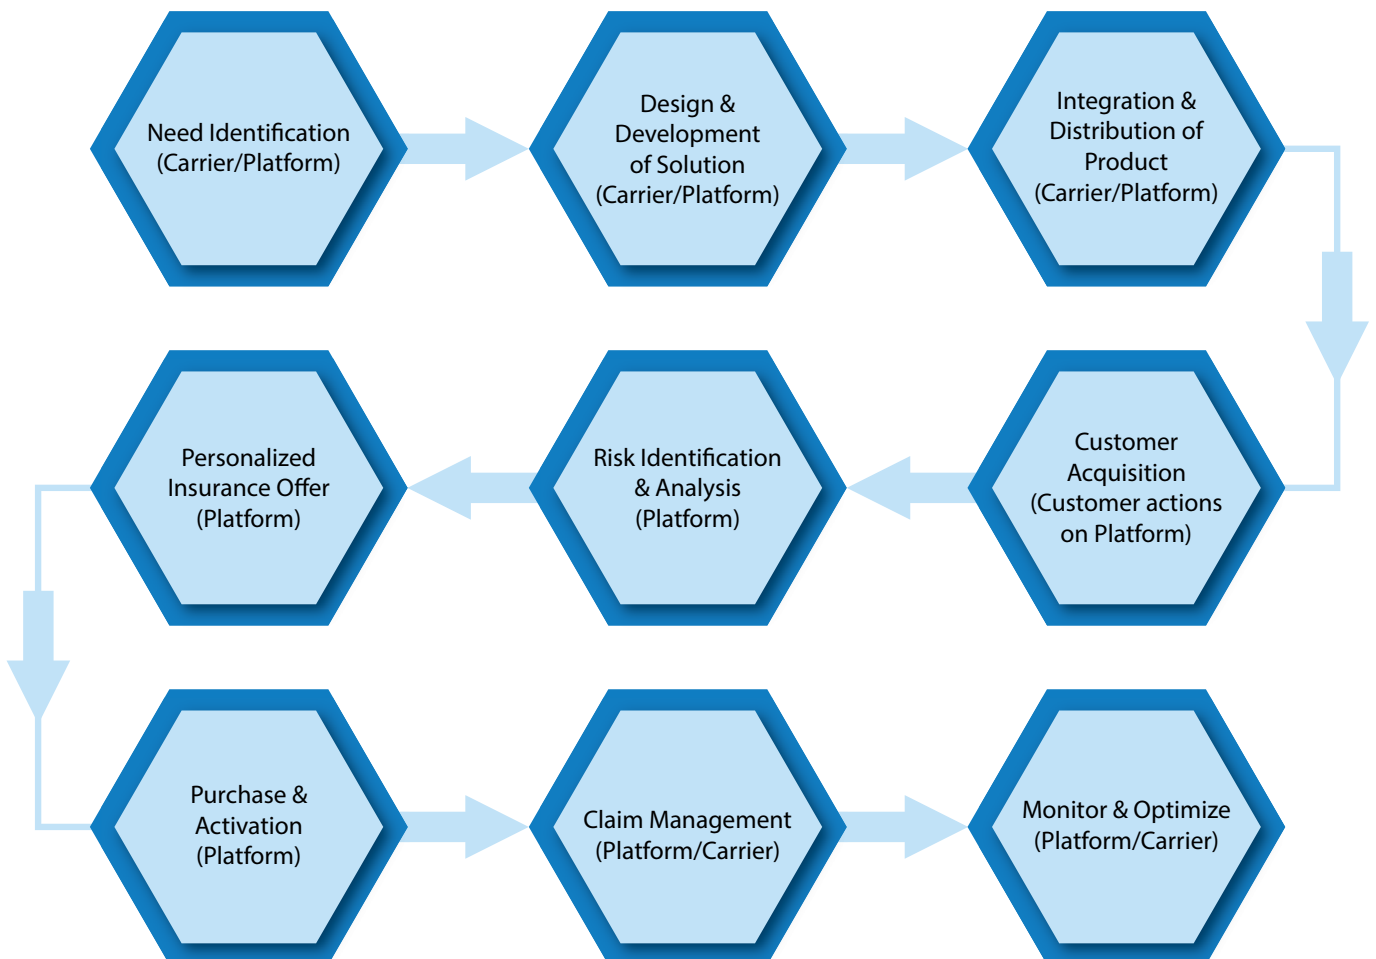 Need Identification
(Carrier/Platform)
Design &
Development
of Solution
(Carrier/Platform)
Integration &
Distribution of
Product
(Carrier/Platform)
Customer
Acquisition
(Customer actions
on Platform)
Risk Identification
& Analysis
(Platform)
Personalized
Insurance Offer
(Platform)
Purchase &
Activation
(Platform)
Claim Management
(Platform/Carrier)
Monitor & Optimize
(Platform/Carrier)